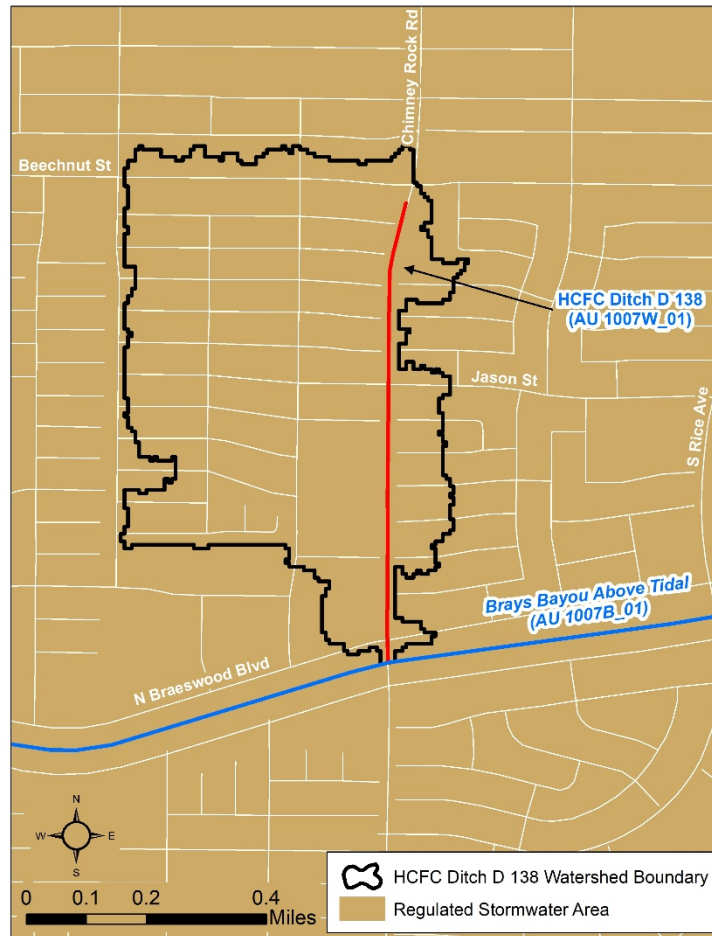 Chimney Rock Rd
Beechnut St
HCFC Ditch D 138
(AU 1007W_01)
Jason St
S Rice Ave
Brays Bayou Above Tidal
(AU 1007B_01)
N Braeswood Blvd
N
W E
S
0 0.1 0.2 0.4
Miles
HCFC Ditch D 138 Watershed Boundary
Regulated Stormwater Area